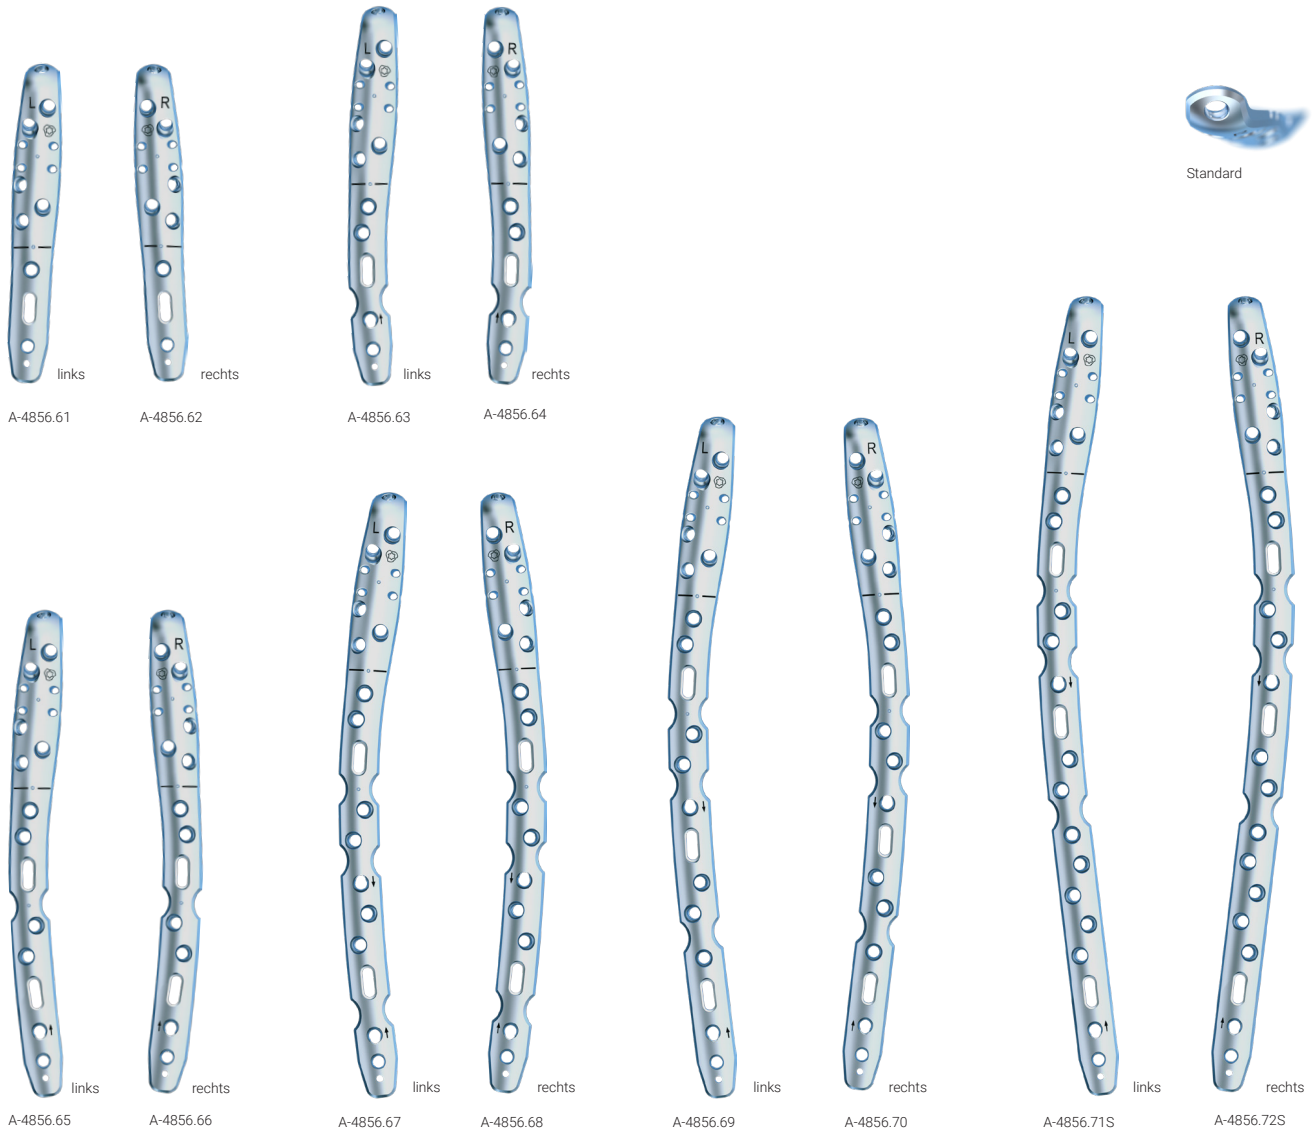 L
R
L
R
Standard
links
rechts
links
rechts
A-4856.61
A-4856.62
A-4856.63
A-4856.64
L
R
L
R
L
R
L
R
links
rechts
links
rechts
links
rechts
links
rechts
A-4856.65
A-4856.66
A-4856.67
A-4856.68
A-4856.69
A-4856.70
A-4856.71S
A-4856.72S